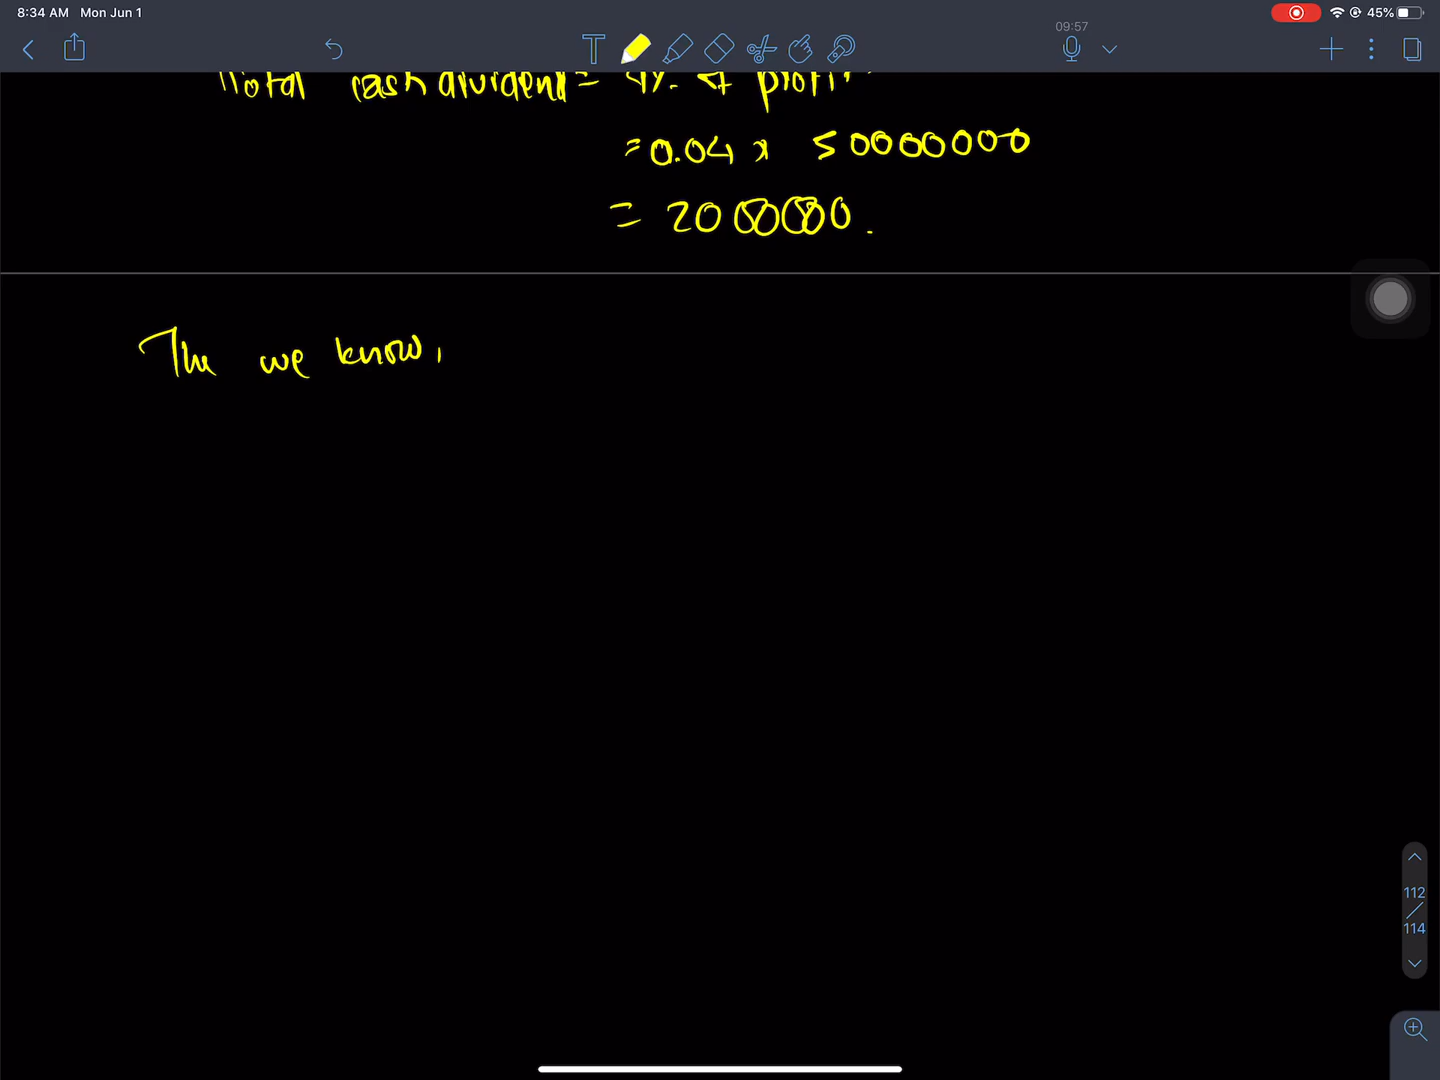 8:34 AM Mon Jun 1
45%
09:57
T
Total cash dividend = 4% of profit.
= 0.04 x 50000000
= 2000000.
The we know,
112
/
114